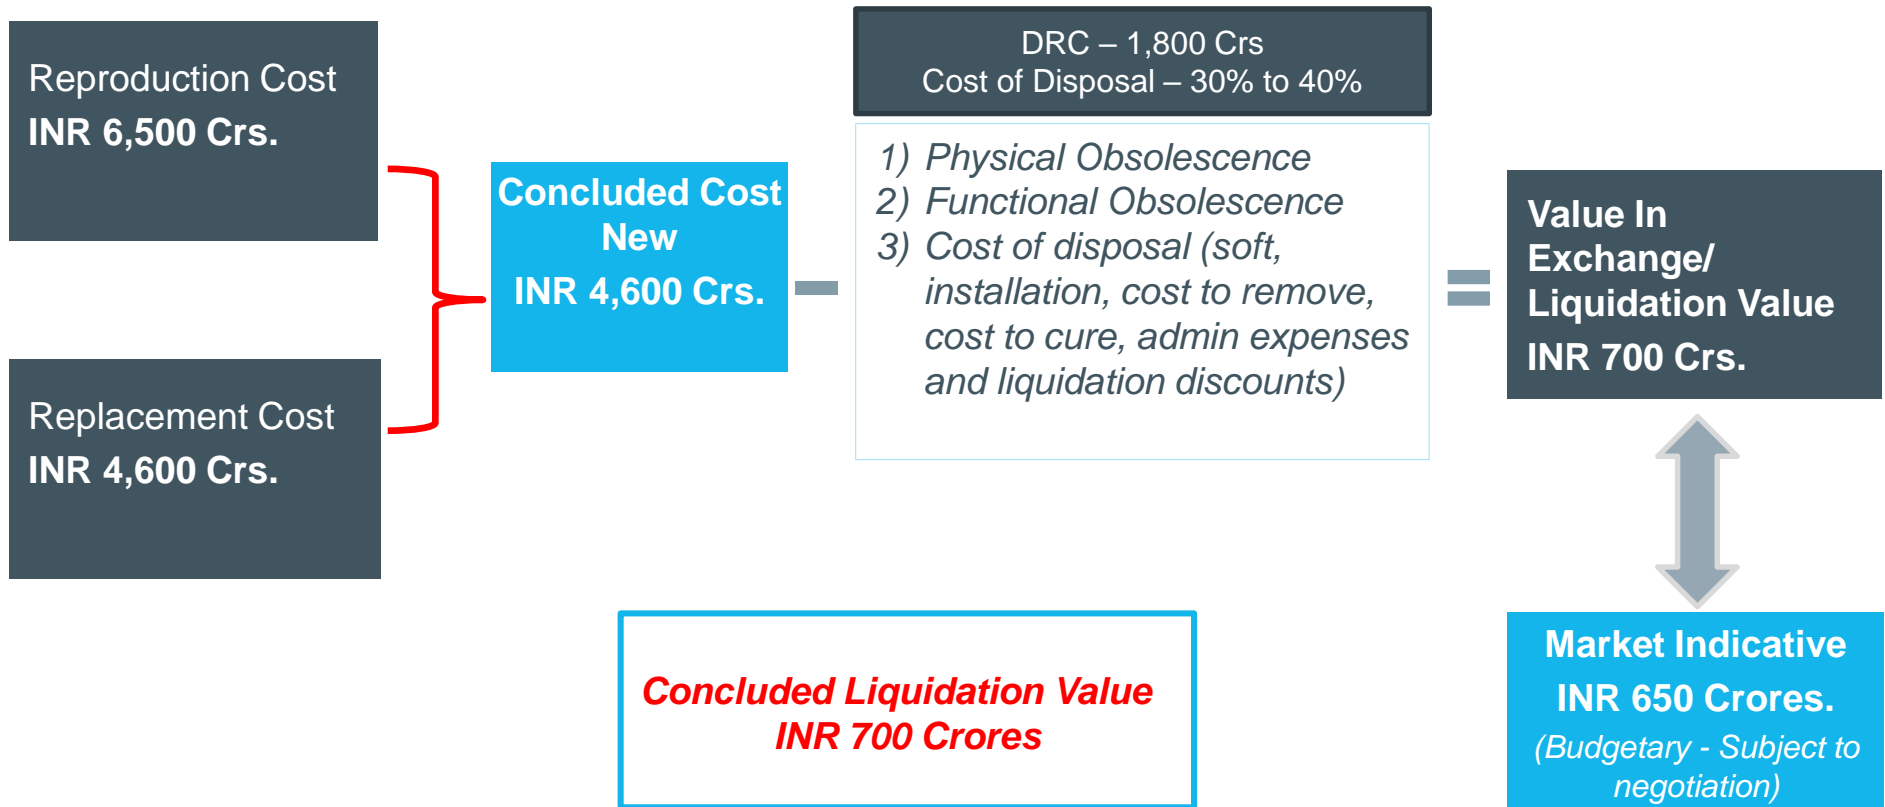 Reproduction Cost
INR 6,500 Crs.
Replacement Cost
INR 4,600 Crs.
Concluded Cost
New
INR 4,600 Crs.
DRC – 1,800 Crs
Cost of Disposal – 30% to 40%
1) Physical Obsolescence
2) Functional Obsolescence
3) Cost of disposal (soft,
installation, cost to remove,
cost to cure, admin expenses
and liquidation discounts)
Value In
Exchange/
Liquidation Value
INR 700 Crs.
Market Indicative
INR 650 Crores.
(Budgetary - Subject to
negotiation)
Concluded Liquidation Value
INR 700 Crores